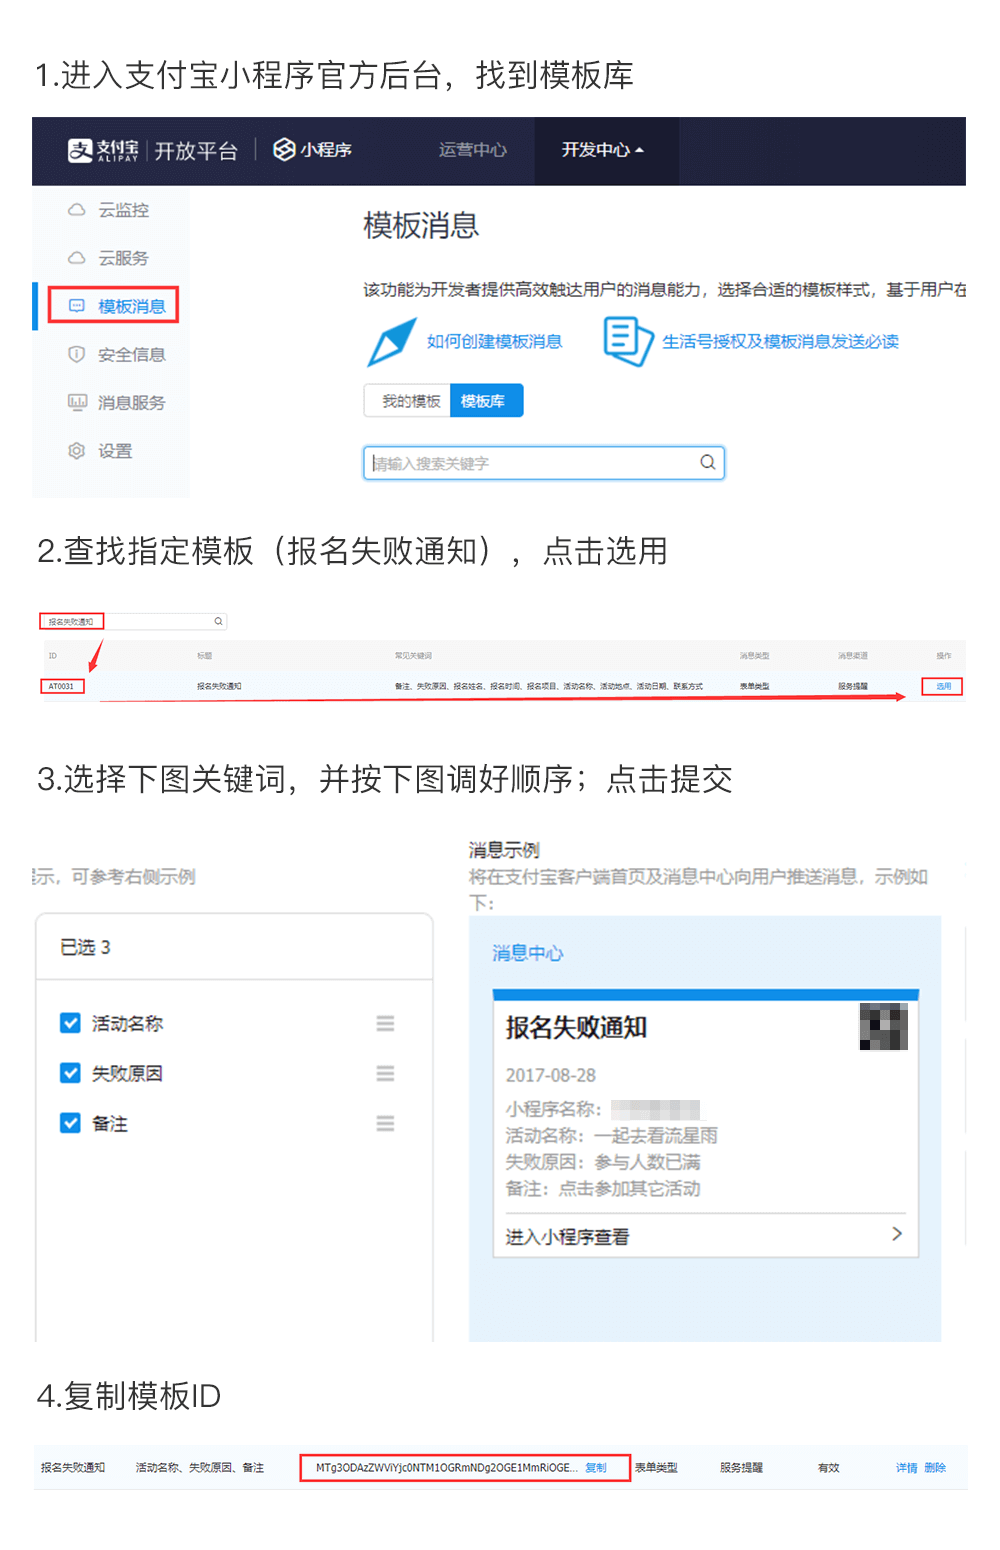 1.进入支付宝小程序官方后台，找到模板库
支 支付宝 ALIPAY 开放平台 小程序 运营中心 开发中心
云监控
云服务
模板消息
安全信息
消息服务
设置
模板消息
该功能为开发者提供高效触达用户的消息能力，选择合适的模板样式，基于用户在
如何创建模板消息 生活号授权及模板消息发送必读
我的模板 模板库
请输入搜索关键字
2.查找指定模板（报名失败通知），点击选用
报名失败通知
ID 标题 常见关键词 消息类型 消息渠道 操作
AT0031 报名失败通知 备注、失败原因、报名姓名、报名时间、报名项目、活动名称、活动地点、活动日期、联系方式 表单类型 服务提醒 选用
3.选择下图关键词，并按下图调好顺序；点击提交
示，可参考右侧示例
已选 3
活动名称
失败原因
备注
消息示例
将在支付宝客户端首页及消息中心向用户推送消息，示例如
下：
消息中心
报名失败通知
2017-08-28
小程序名称：
活动名称：一起去看流星雨
失败原因：参与人数已满
备注：点击参加其它活动
进入小程序查看
4.复制模板ID
报名失败通知 活动名称、失败原因、备注 MTg3ODAzZWViYjc0NTM1OGRmNDg2OGE1MmRiOGE... 复制 表单类型 服务提醒 有效 详情 删除